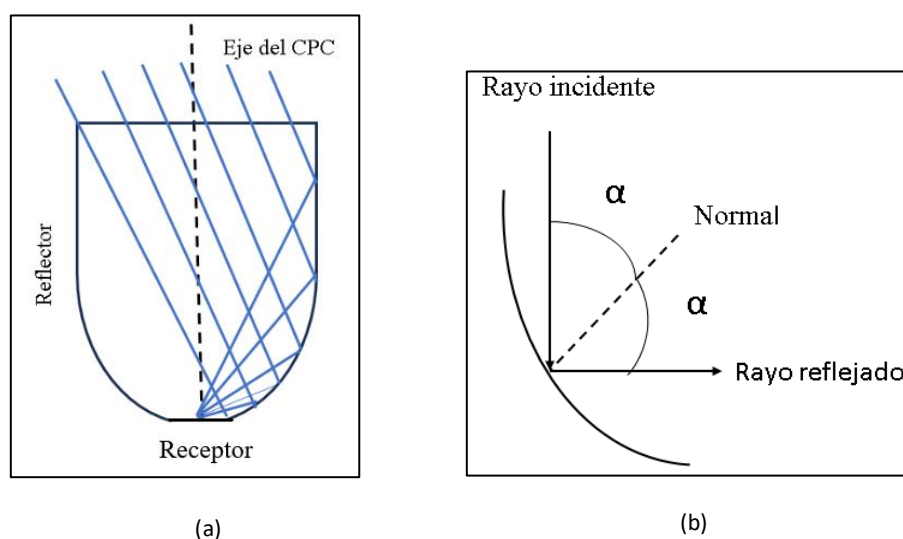 Eje del CPC
Reflector
Receptor
(a)
Rayo incidente
α
Normal
α
Rayo reflejado
(b)